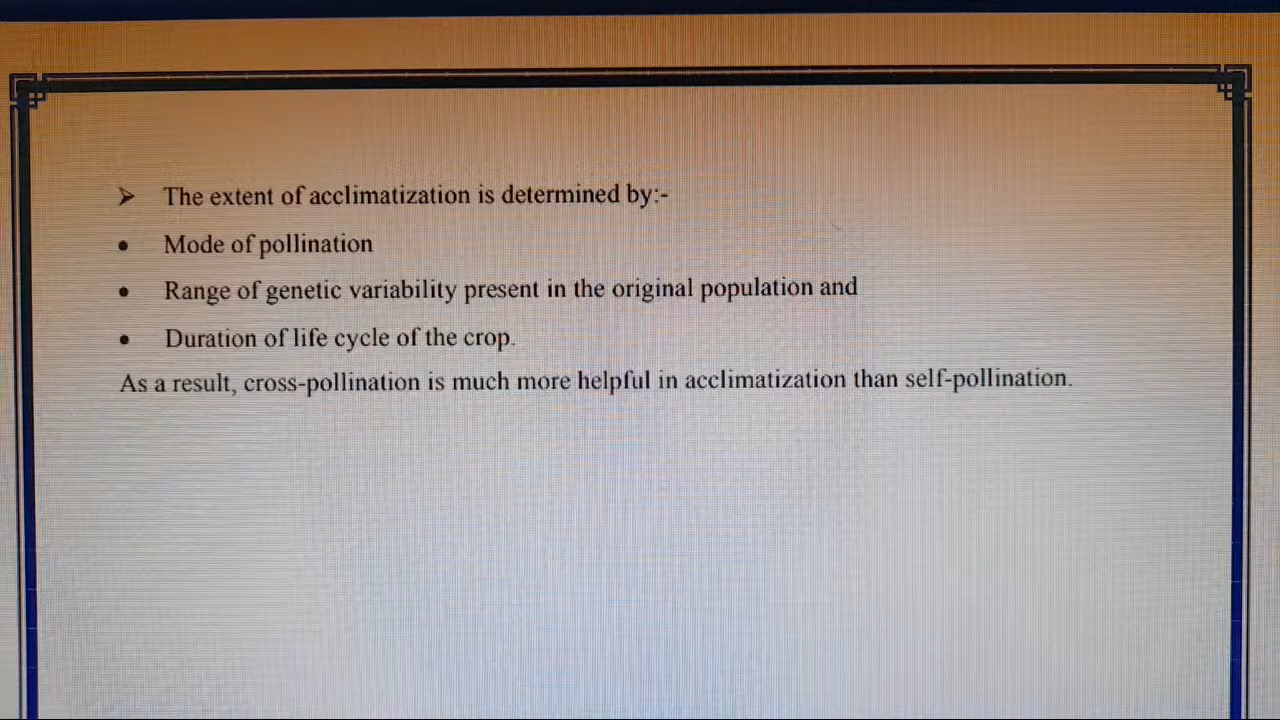 ➤ The extent of acclimatization is determined by:-
• Mode of pollination
• Range of genetic variability present in the original population and
• Duration of life cycle of the crop.
As a result, cross-pollination is much more helpful in acclimatization than self-pollination.